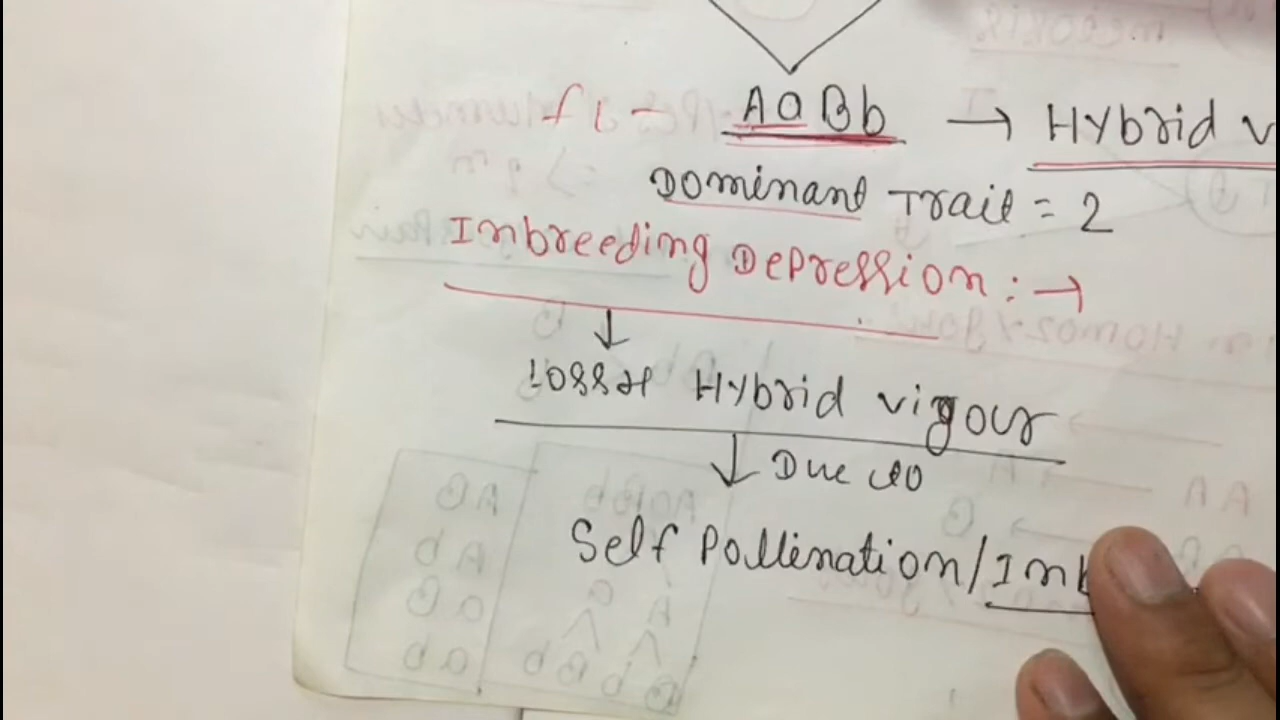 f1 - AaBb → Hybrid v
Dominant Trait = 2
Inbreeding Depression : →
↓
Loss of Hybrid vigour
↓ Due to
Self Pollination/Inb